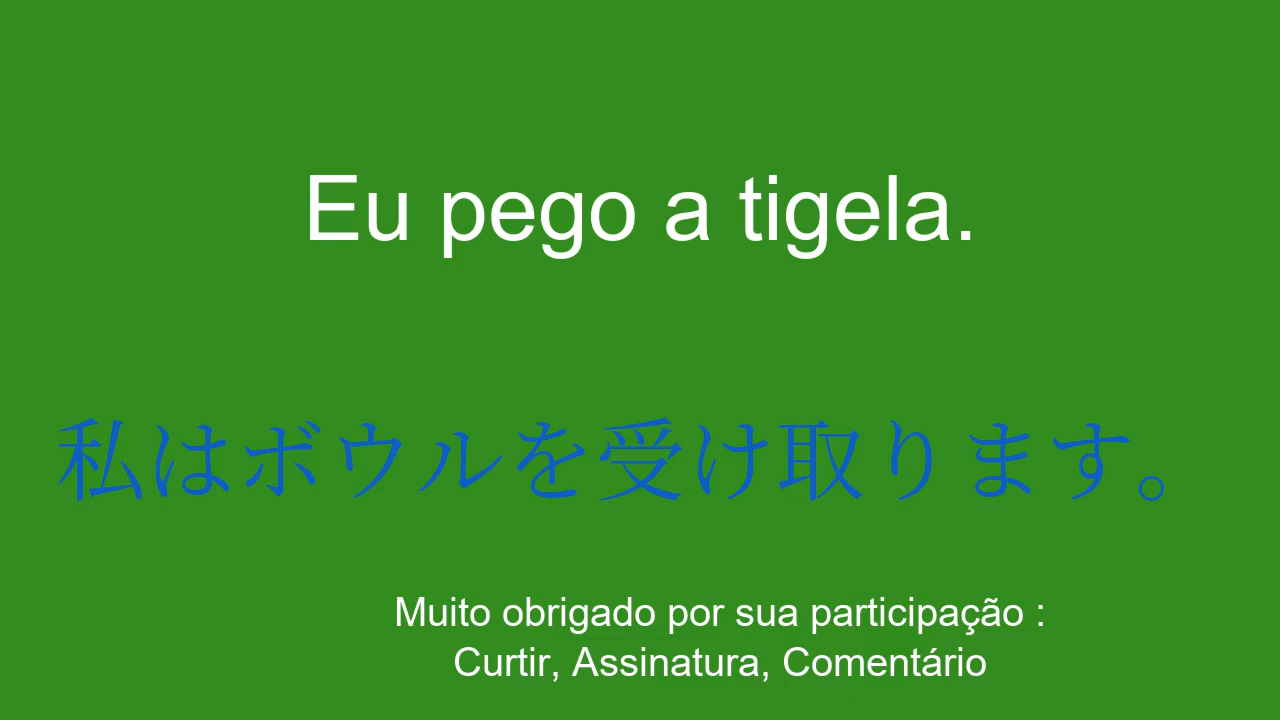 Eu pego a tigela.
私はボウルを受け取ります。
Muito obrigado por sua participação :
Curtir, Assinatura, Comentário